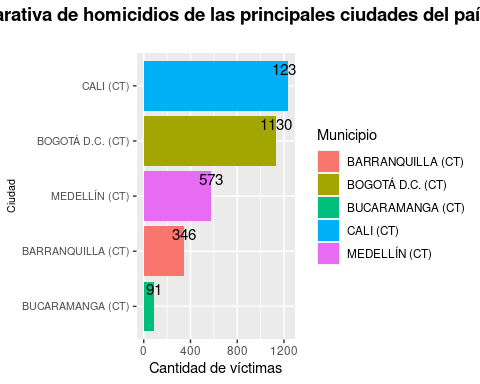 arativa de homicidios de las principales ciudades del paí
CALI (CT)
123
BOGOTÁ D.C. (CT)
1130
MEDELLÍN (CT)
573
BARRANQUILLA (CT)
346
BUCARAMANGA (CT)
91
Ciudad
0 400 800 1200
Cantidad de víctimas
Municipio
BARRANQUILLA (CT)
BOGOTÁ D.C. (CT)
BUCARAMANGA (CT)
CALI (CT)
MEDELLÍN (CT)